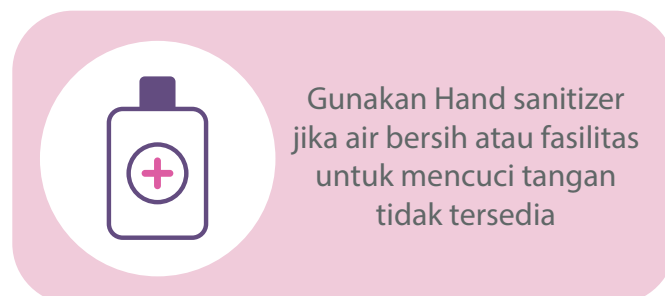 Gunakan Hand sanitizer
jika air bersih atau fasilitas
untuk mencuci tangan
tidak tersedia